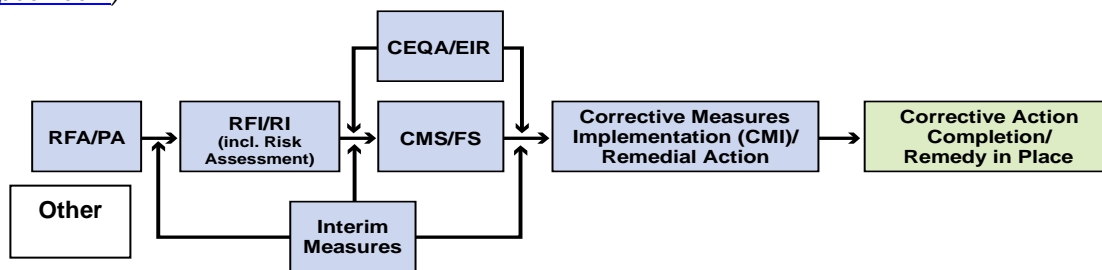 CEQA/EIR
RFA/PA
RFI/RI
(incl. Risk
Assessment)
CMS/FS
Corrective Measures
Implementation (CMI)/
Remedial Action
Corrective Action
Completion/
Remedy in Place
Other
Interim
Measures